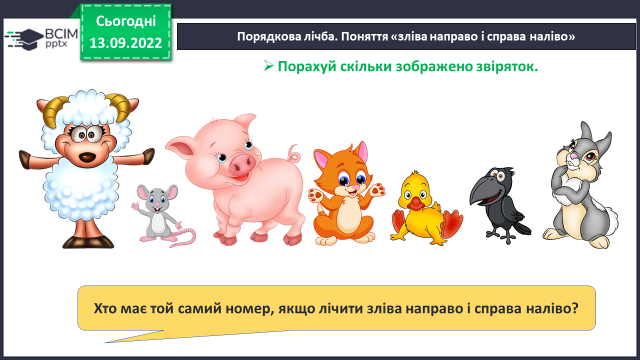 BCIM
pptx
Сьогодні
13.09.2022
Порядкова лічба. Поняття «зліва направо і справа наліво»
Порахуй скільки зображено звіряток.
Хто має той самий номер, якщо лічити зліва направо і справа наліво?